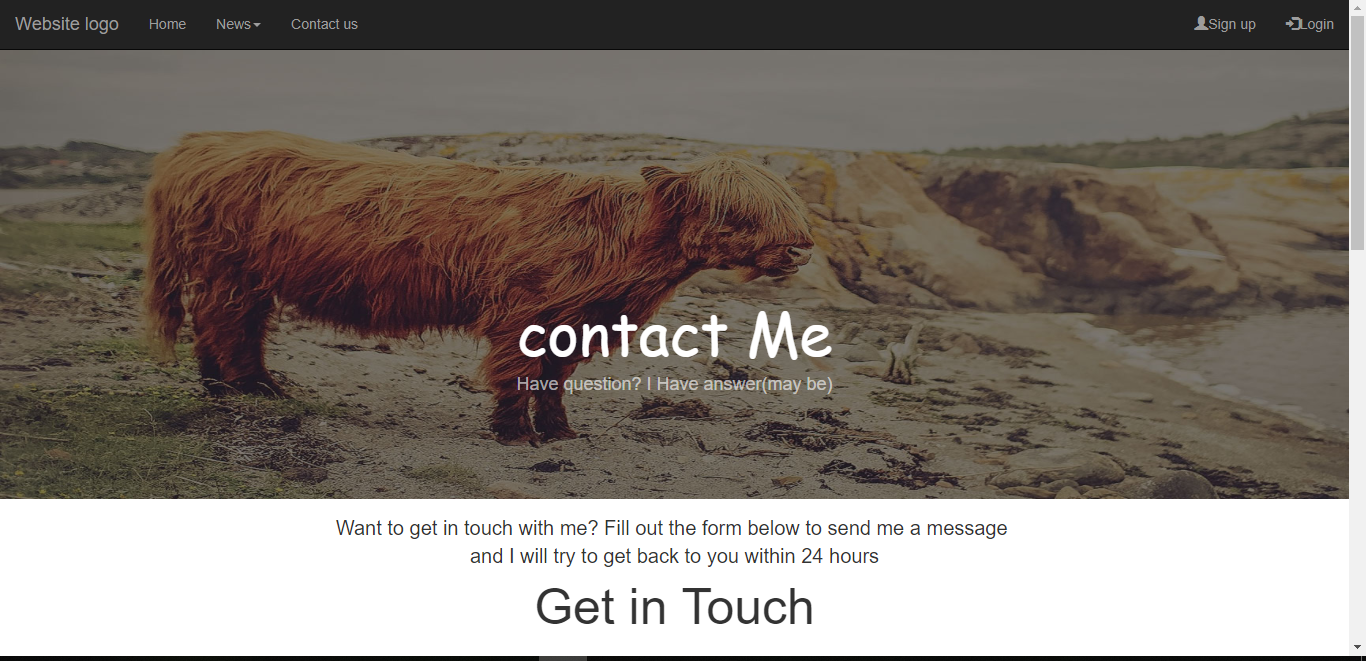 Website logo Home News Contact us Sign up Login
contact Me
Have question? I Have answer(may be)
Want to get in touch with me? Fill out the form below to send me a message
and I will try to get back to you within 24 hours
Get in Touch